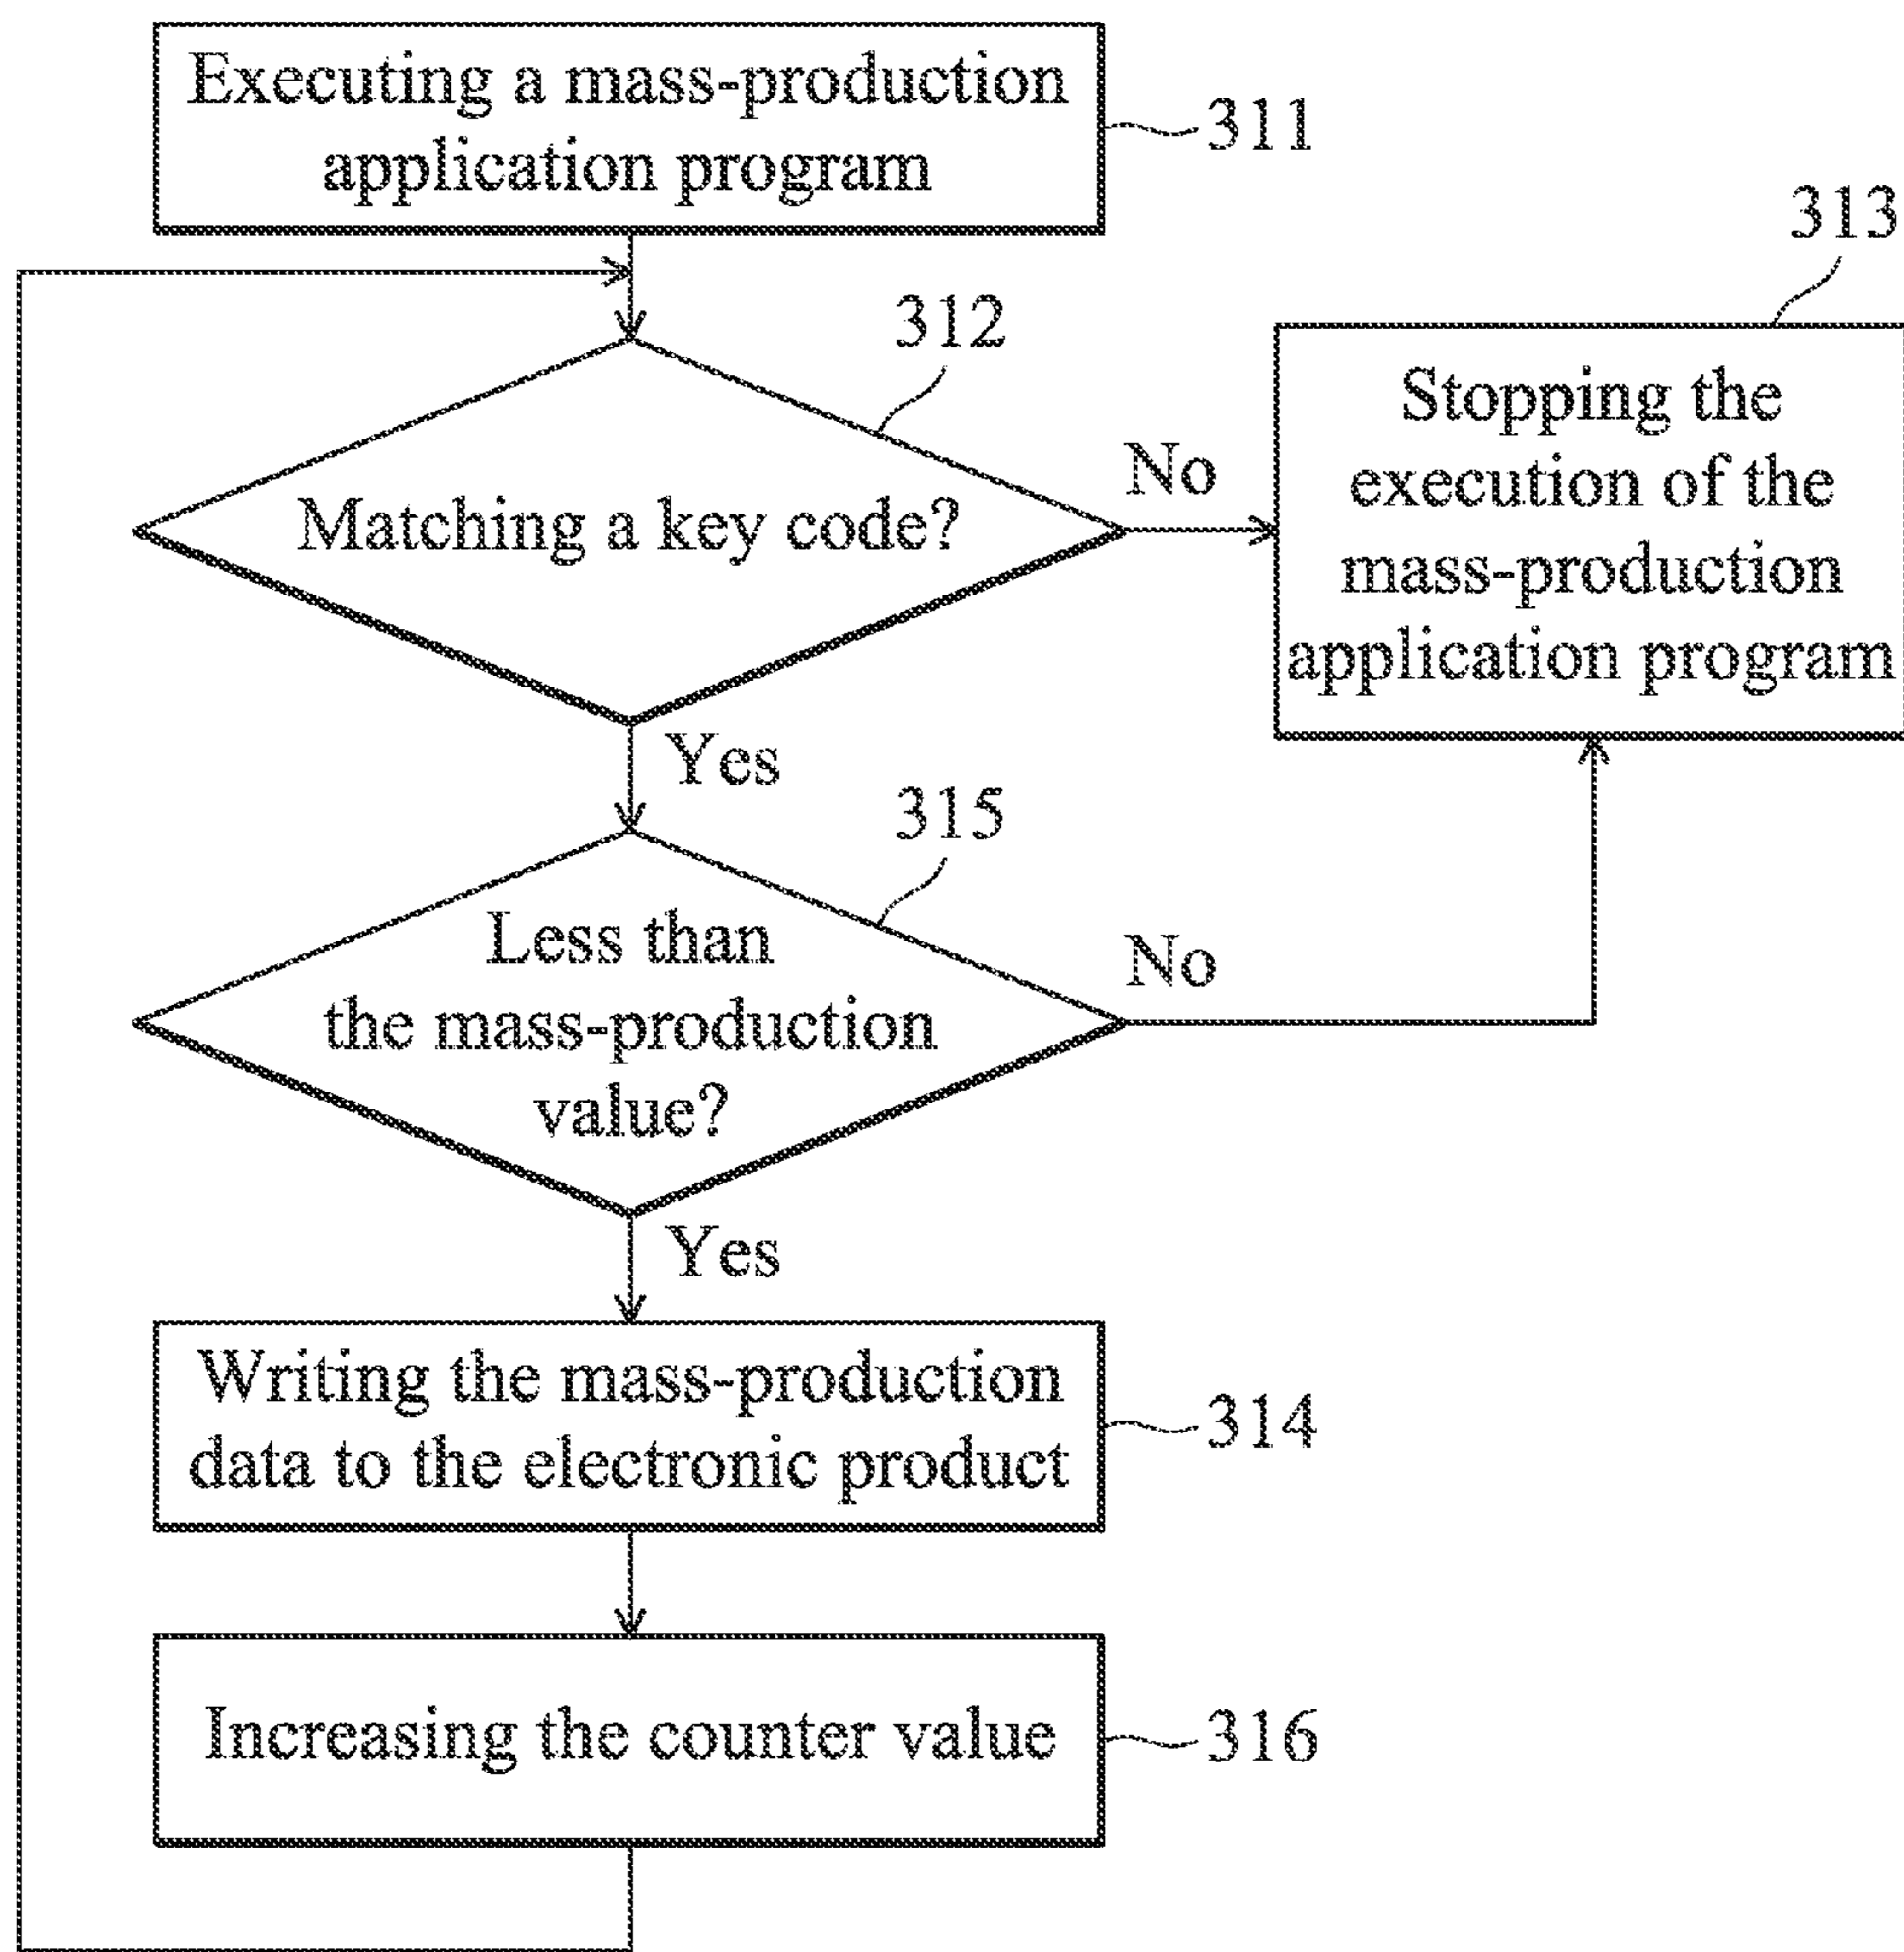 Executing a mass-production
application program
311
312
Matching a key code?
No
313
Stopping the
execution of the
mass-production
application program
Yes
315
Less than
the mass-production
value?
No
Yes
Writing the mass-production
data to the electronic product
314
Increasing the counter value
316